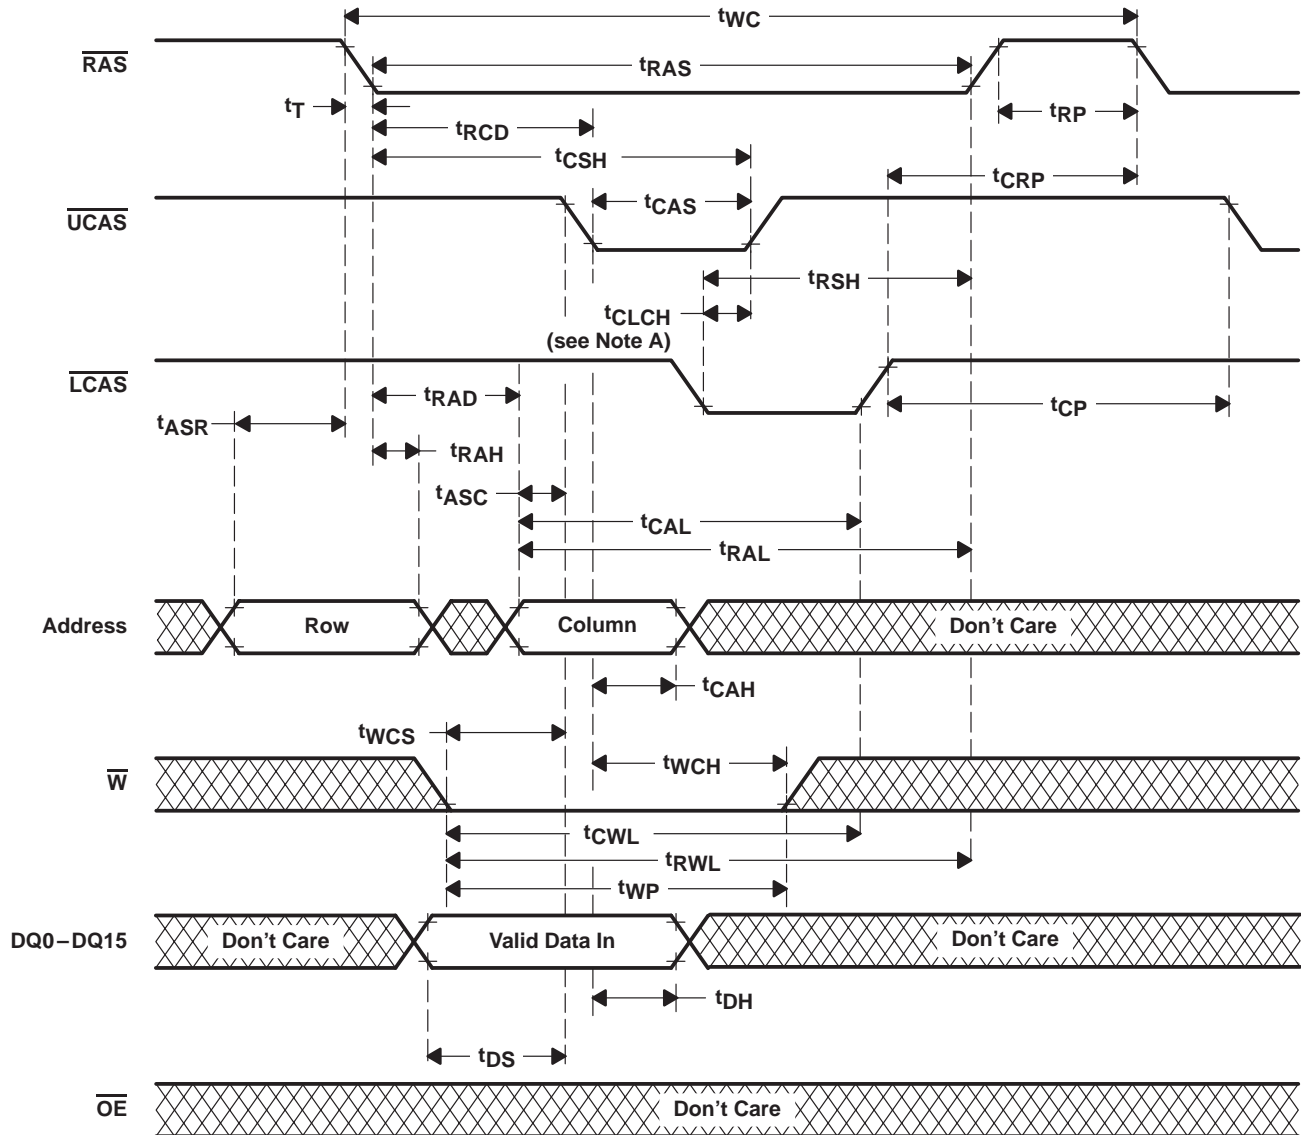 tWC
RAS
tRAS
tT
tRP
tRCD
tCSH
tCRP
UCAS
tCAS
tRSH
tCLCH
(see Note A)
LCAS
tRAD
tASR
tCP
tRAH
tASC
tCAL
tRAL
Address
Row
Column
Don't Care
tCAH
tWCS
W
tWCH
tCWL
tRWL
tWP
DQ0–DQ15
Don't Care
Valid Data In
Don't Care
tDH
tDS
OE
Don't Care